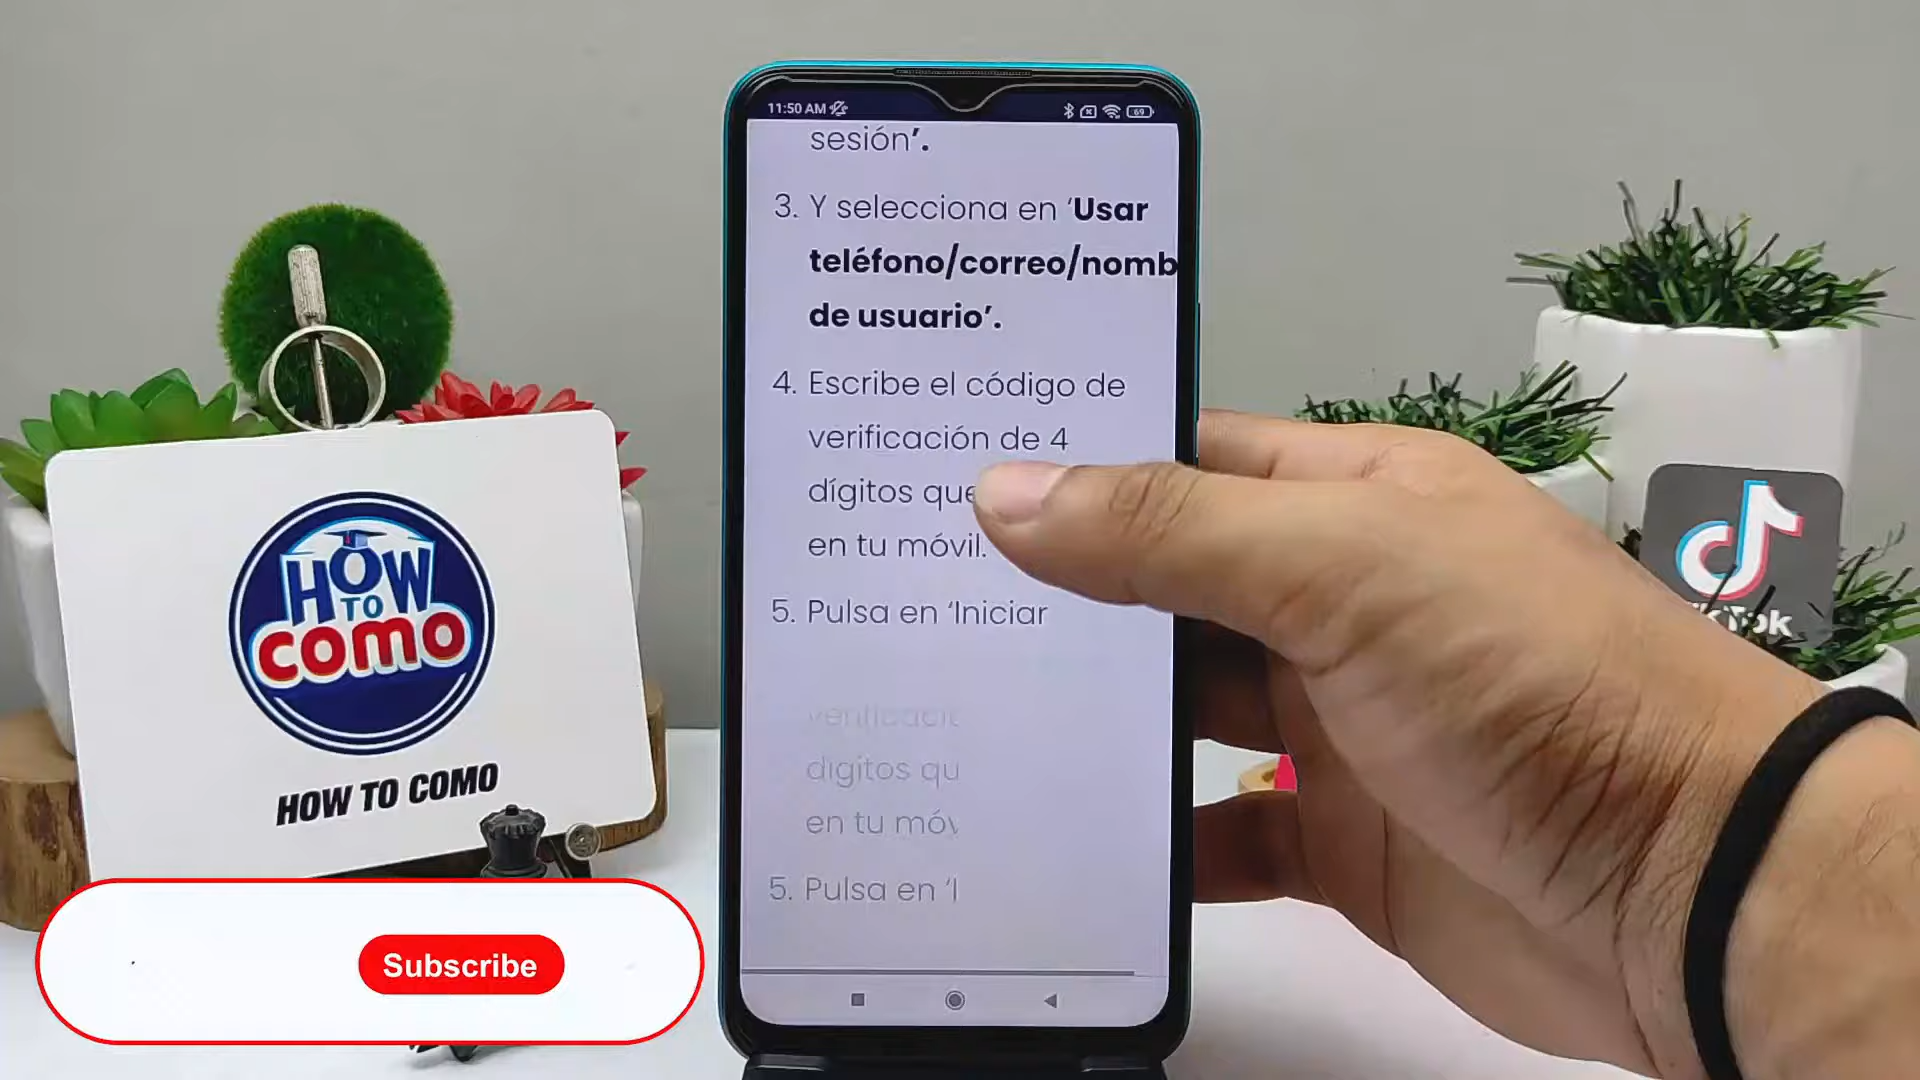 11:50 AM
69
sesión’.
3. Y selecciona en ‘Usar
teléfono/correo/nomb
de usuario’.
4. Escribe el código de
verificación de 4
dígitos que
en tu móvil.
5. Pulsa en ‘Iniciar
dígitos qu
en tu móv
5. Pulsa en ‘I
HOW
TO
como
HOW TO COMO
Subscribe